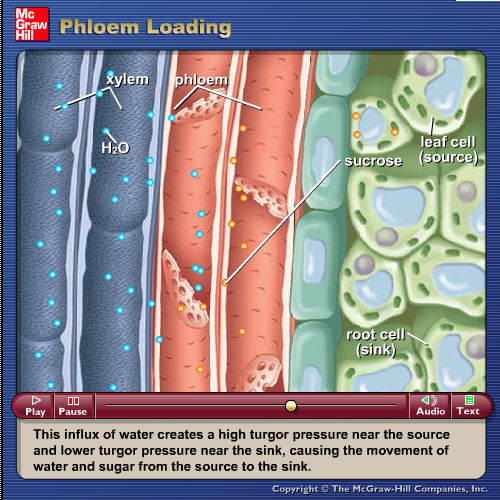 Mc
Graw
Hill
Phloem Loading
xylem
phloem
H₂O
sucrose
leaf cell
(source)
root cell
(sink)
Play
Pause
Audio
Text
This influx of water creates a high turgor pressure near the source
and lower turgor pressure near the sink, causing the movement of
water and sugar from the source to the sink.
Copyright © The McGraw-Hill Companies, Inc.